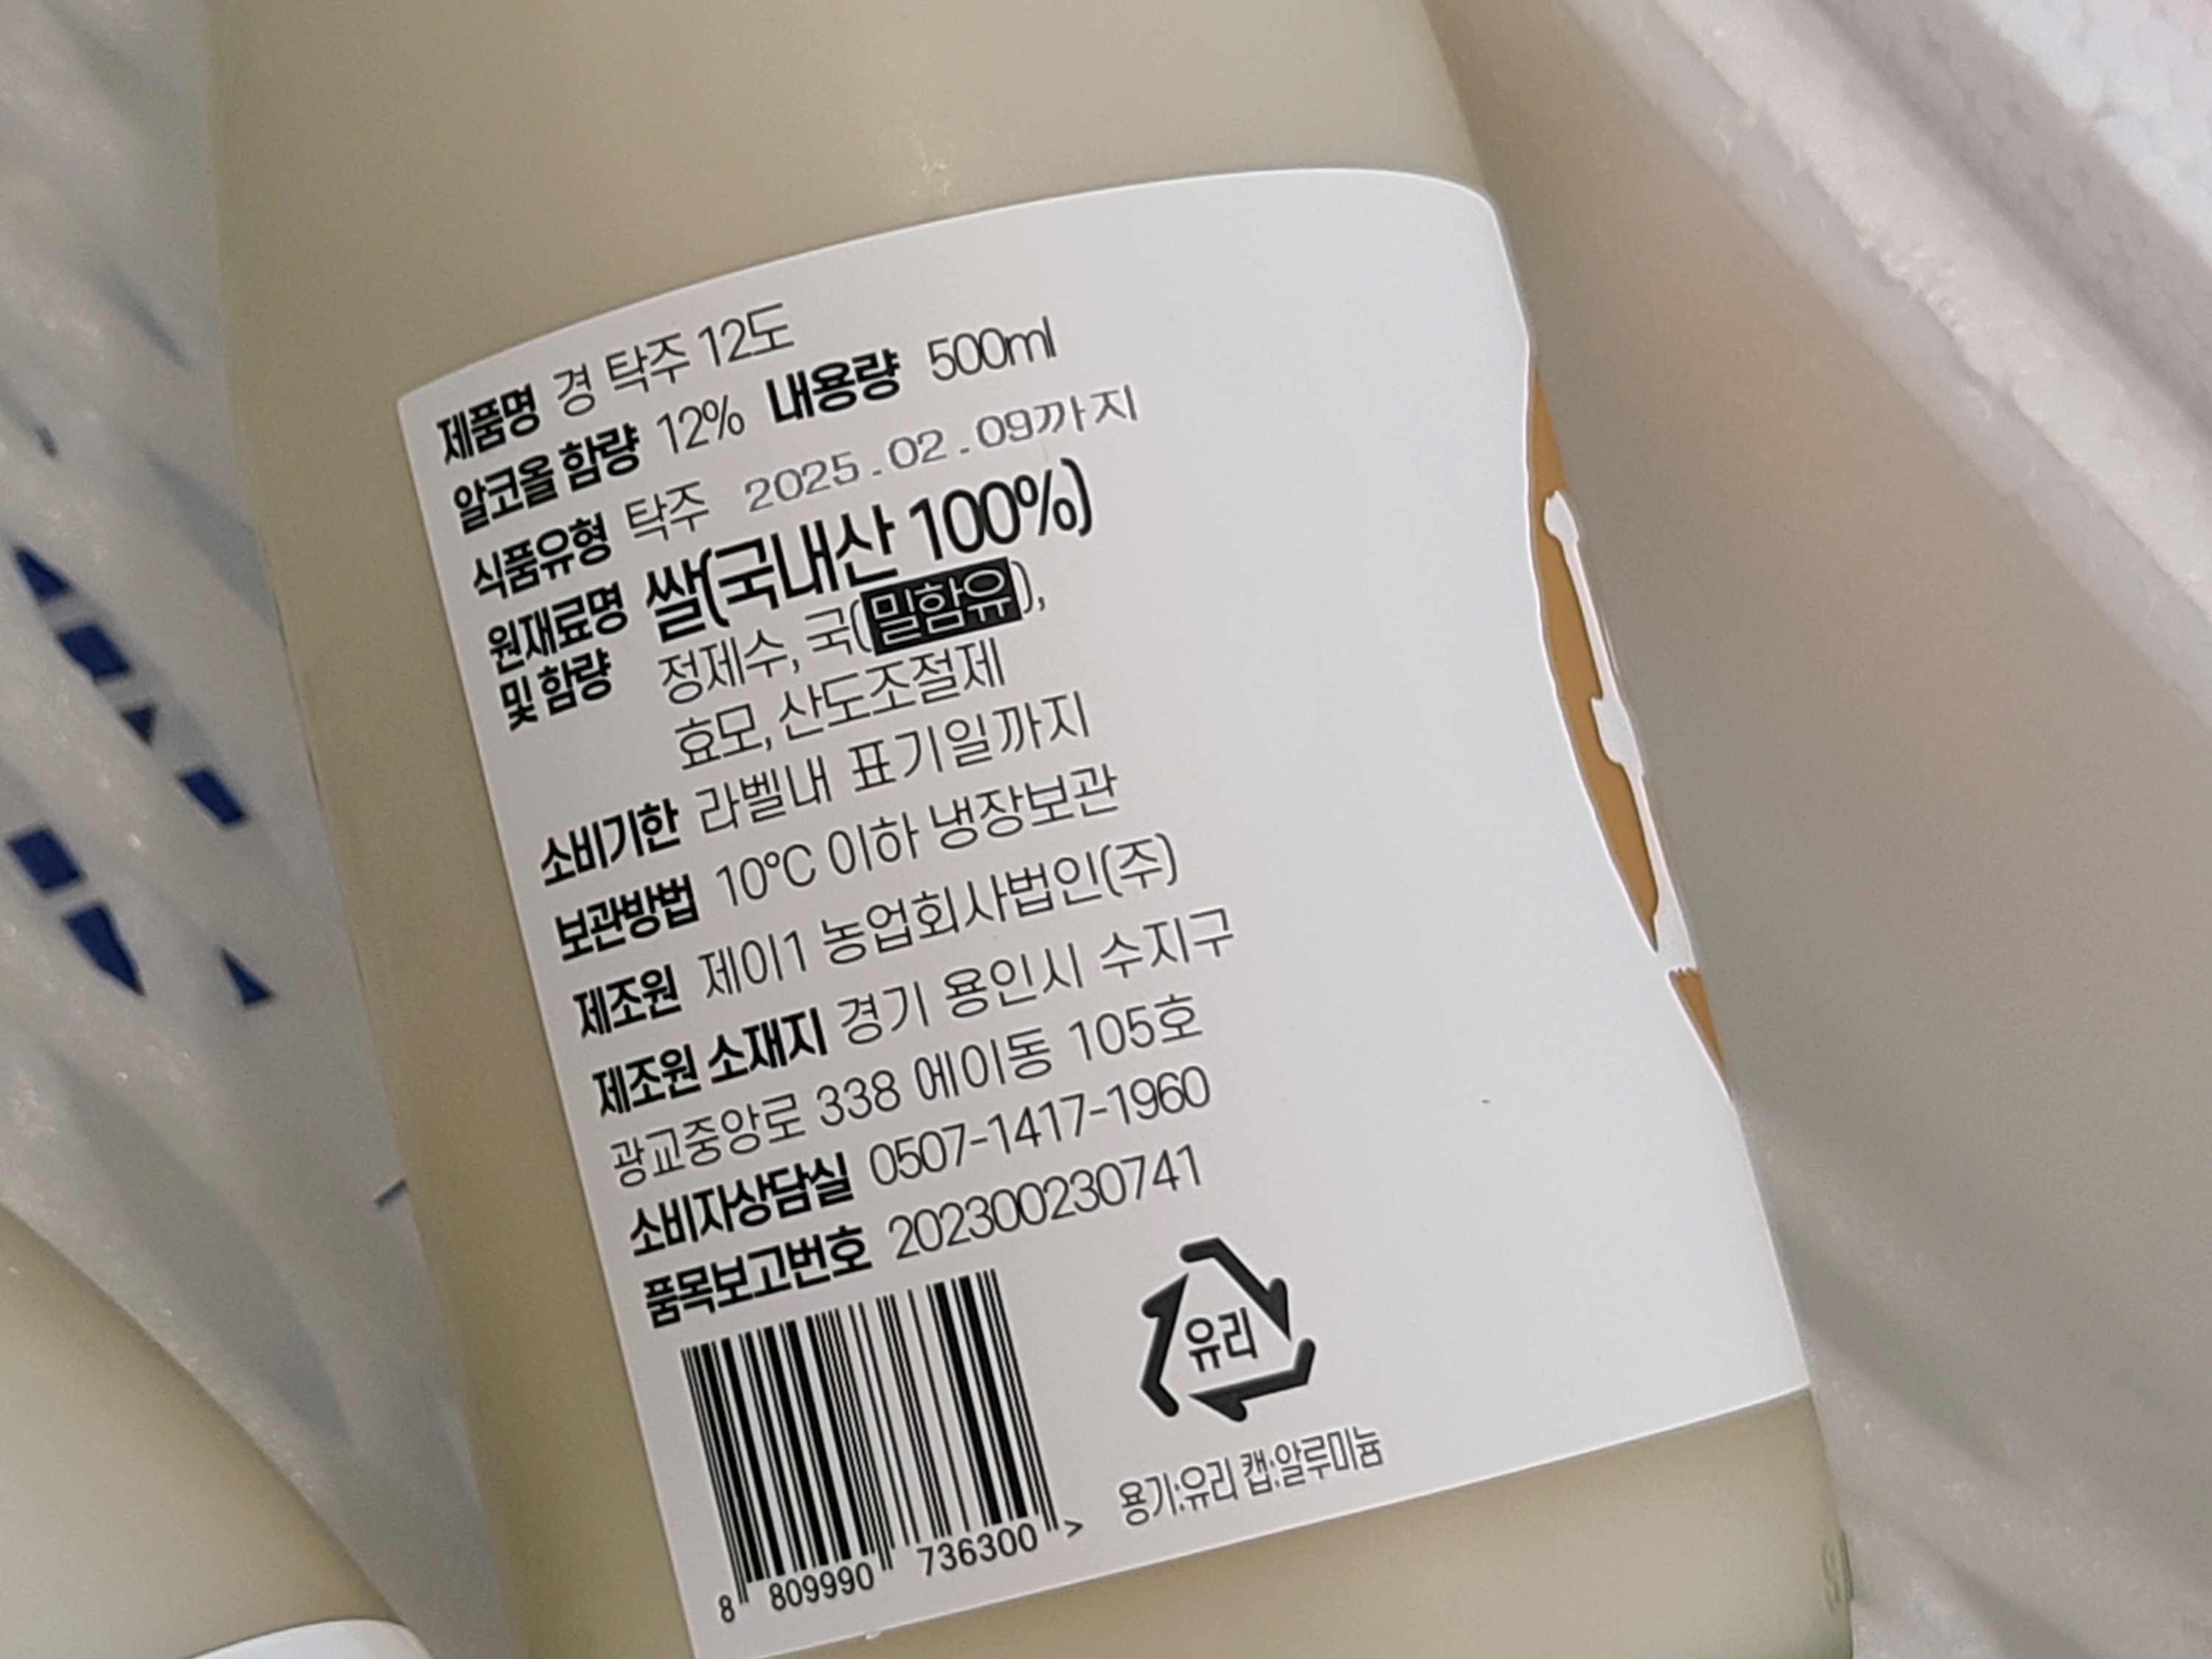 제품명 경 탁주 12도
알코올 함량 12% 내용량 500ml
식품유형 탁주 2025.02.09까지
원재료명 쌀(국내산 100%)
및 함량 정제수, 국(밀함유),
효모, 산도조절제
소비기한 라벨내 표기일까지
보관방법 10℃ 이하 냉장보관
제조원 제이1 농업회사법인(주)
제조원 소재지 경기 용인시 수지구
광교중앙로 338 에이동 105호
소비자상담실 0507-1417-1960
품목보고번호 202300230741
유리
용기:유리 캡:알루미늄
8 809990 736300 >